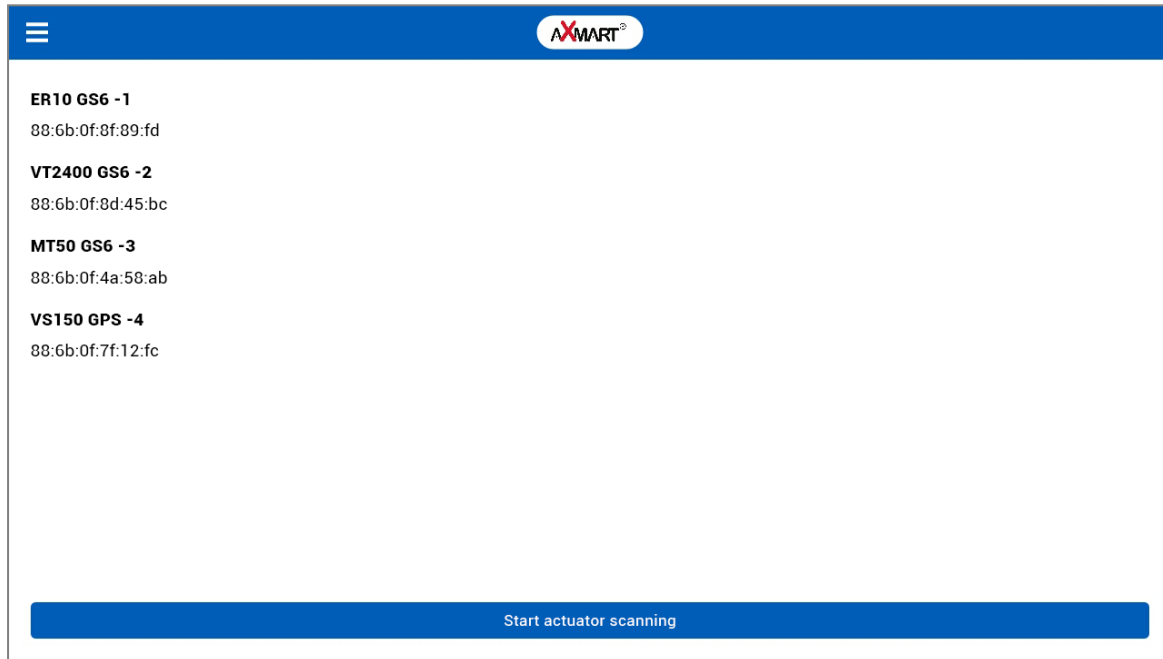 AXMART®
ER10 GS6 -1
88:6b:0f:8f:89:fd
VT2400 GS6 -2
88:6b:0f:8d:45:bc
MT50 GS6 -3
88:6b:0f:4a:58:ab
VS150 GPS -4
88:6b:0f:7f:12:fc
Start actuator scanning